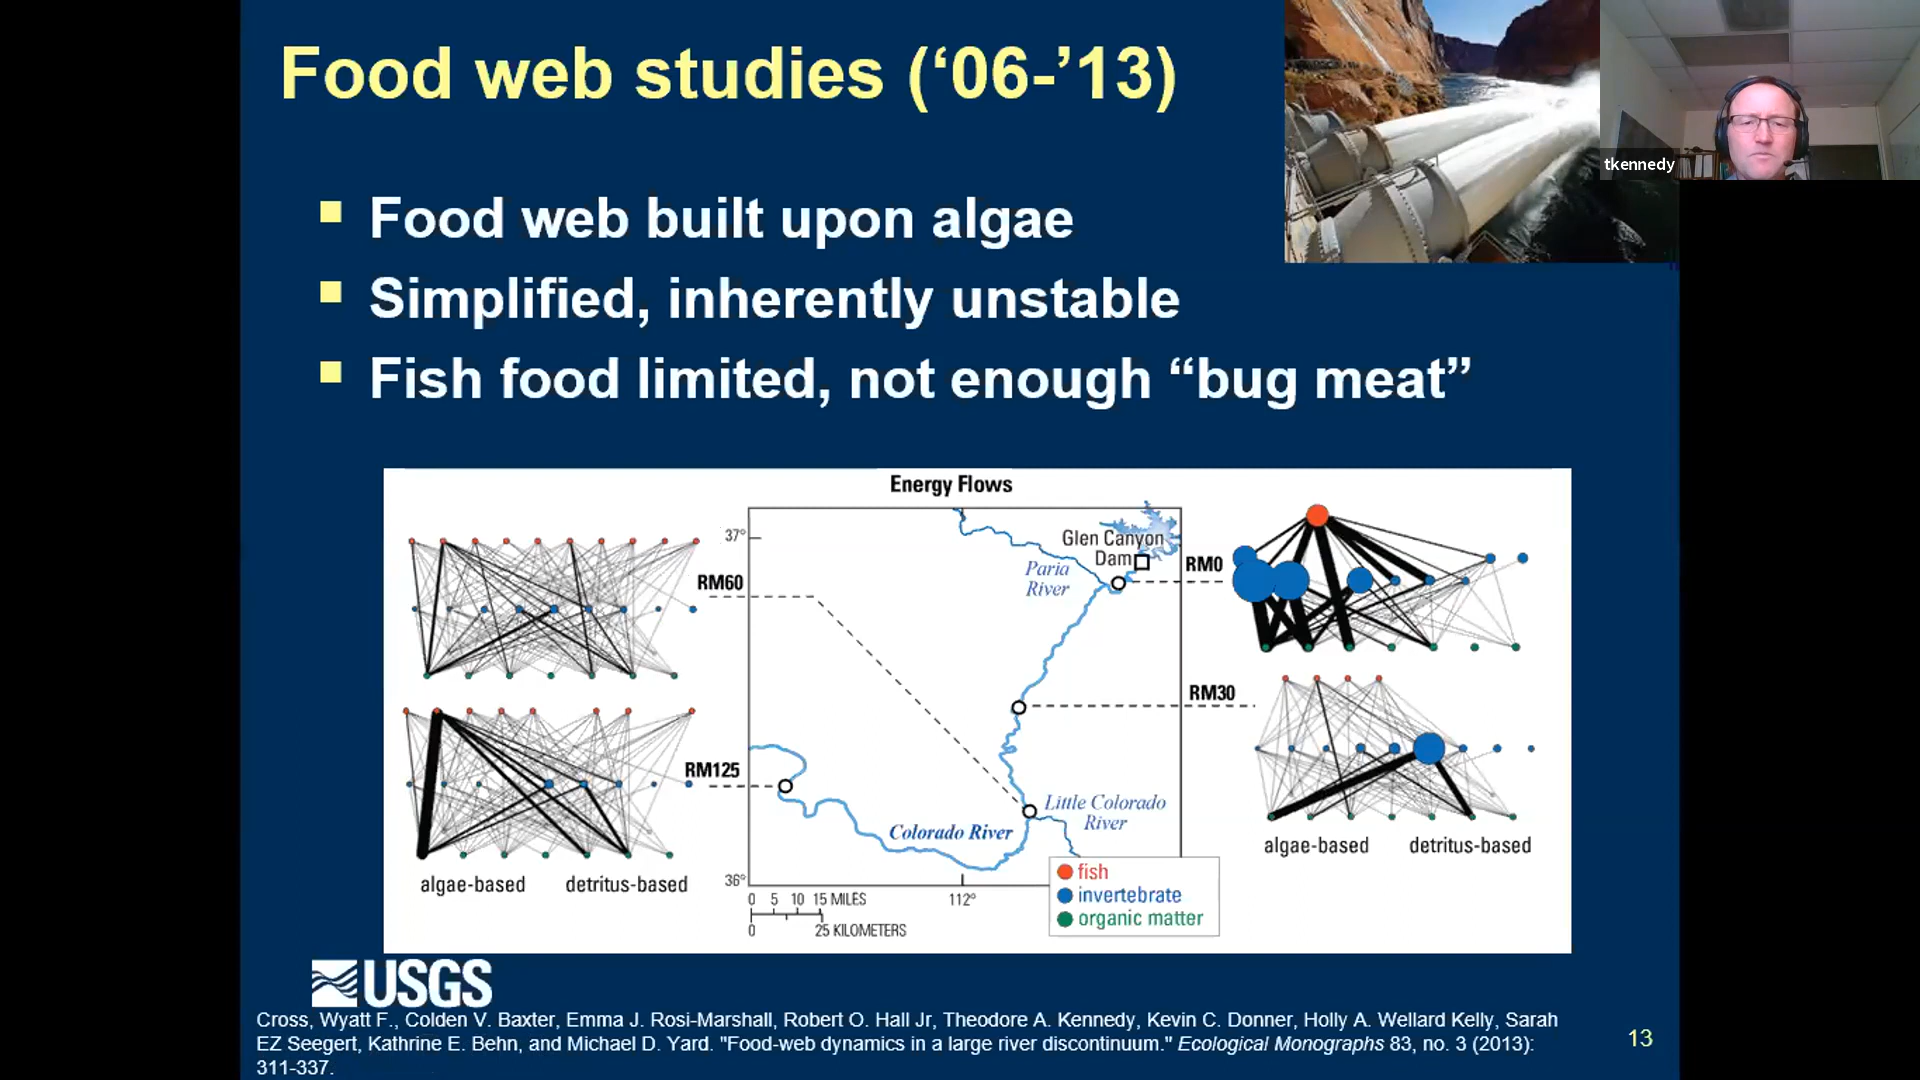 Food web studies (‘06-’13)
tkennedy
Food web built upon algae
Simplified, inherently unstable
Fish food limited, not enough “bug meat”
Energy Flows
37°
Glen Canyon
Dam
RM0
Paria
River
RM60
RM30
RM125
Little Colorado
River
Colorado River
algae-based
detritus-based
algae-based
detritus-based
36°
112°
0 5 10 15 MILES
0 25 KILOMETERS
fish
invertebrate
organic matter
USGS
Cross, Wyatt F., Colden V. Baxter, Emma J. Rosi-Marshall, Robert O. Hall Jr, Theodore A. Kennedy, Kevin C. Donner, Holly A. Wellard Kelly, Sarah
EZ Seegert, Kathrine E. Behn, and Michael D. Yard. "Food-web dynamics in a large river discontinuum." Ecological Monographs 83, no. 3 (2013):
311-337.
13